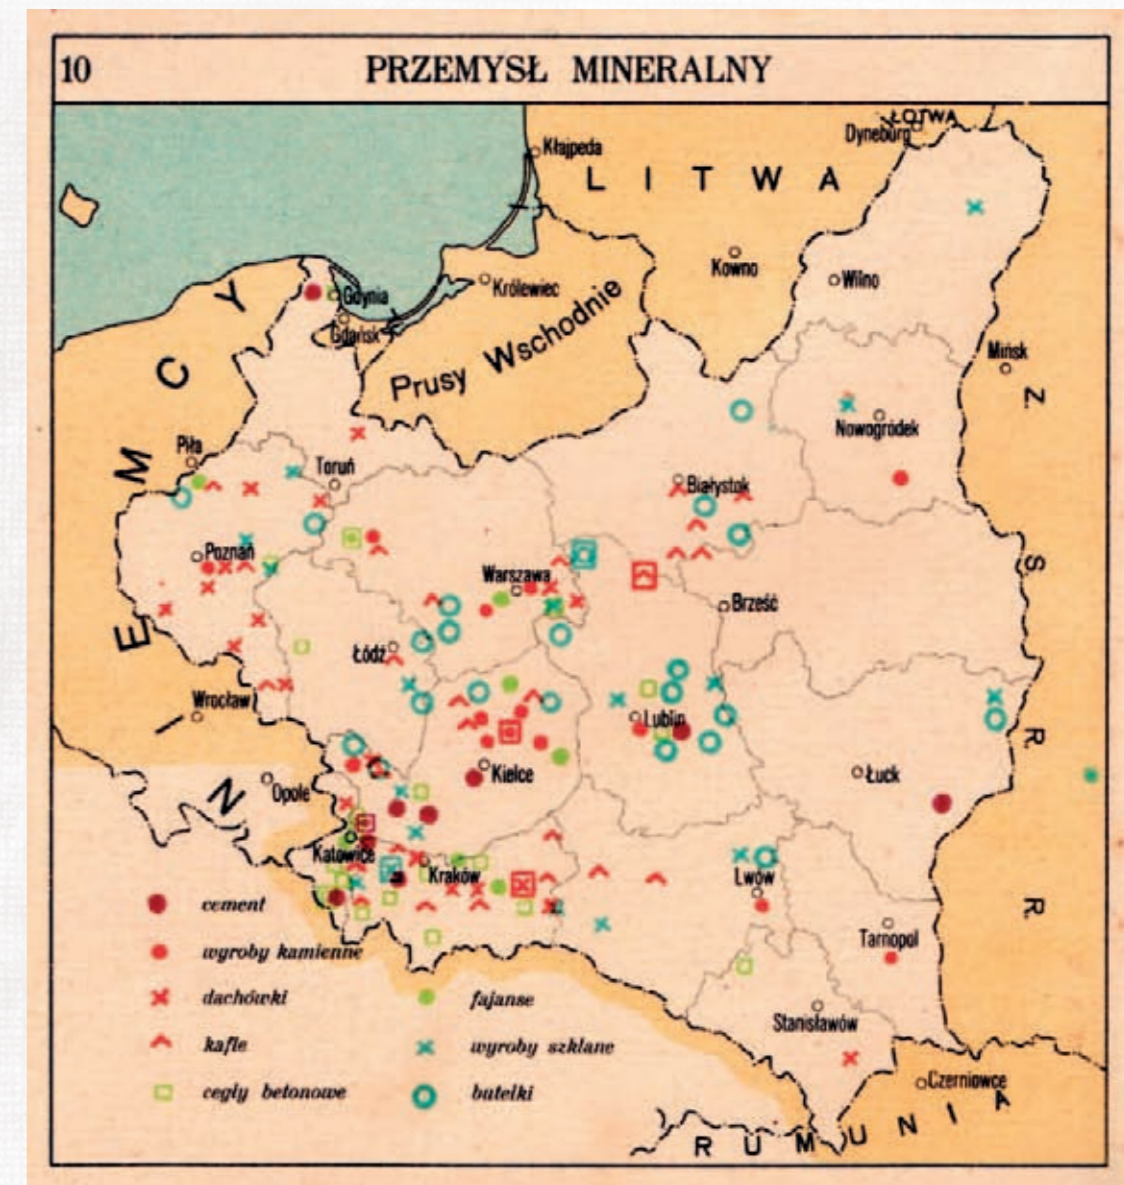 10
PRZEMYSŁ MINERALNY
ŁOTWA
Dyneburg
Kłajpeda
LITWA
Kowno
Wilno
Królewiec
Gdynia
Gdańsk
Prusy Wschodnie
NIEMCY
Mińsk
Z. S. R. R.
Nowogródek
Piła
Toruń
Białystok
Poznań
Warszawa
Brześć
Łódź
Wrocław
Lublin
Kielce
Łuck
Opole
Katowice
Kraków
Lwów
Tarnopol
Stanisławów
Czerniowce
RUMUNIA
cement
wyroby kamienne
dachówki
kafle
cegły betonowe
fajanse
wyroby szklane
butelki